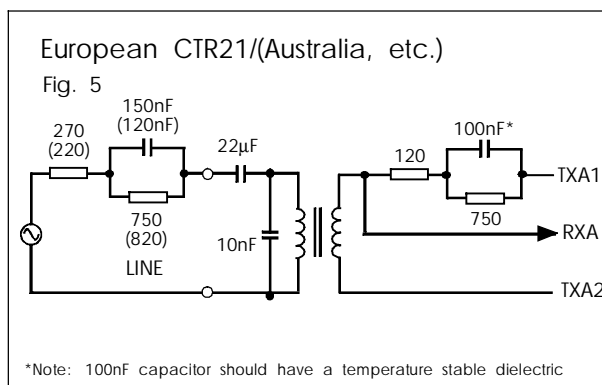 European CTR21/(Australia, etc.)
Fig. 5
150nF
(120nF)
270
(220)
22µF
100nF*
120
TXA1
750
(820)
10nF
750
RXA
LINE
TXA2
*Note: 100nF capacitor should have a temperature stable dielectric